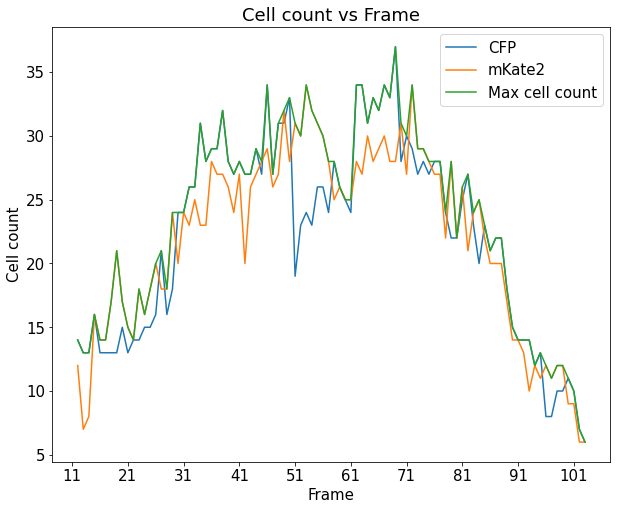 Cell count vs Frame
CFP
mKate2
Max cell count
Cell count
35
30
25
20
15
10
5
11 21 31 41 51 61 71 81 91 101
Frame